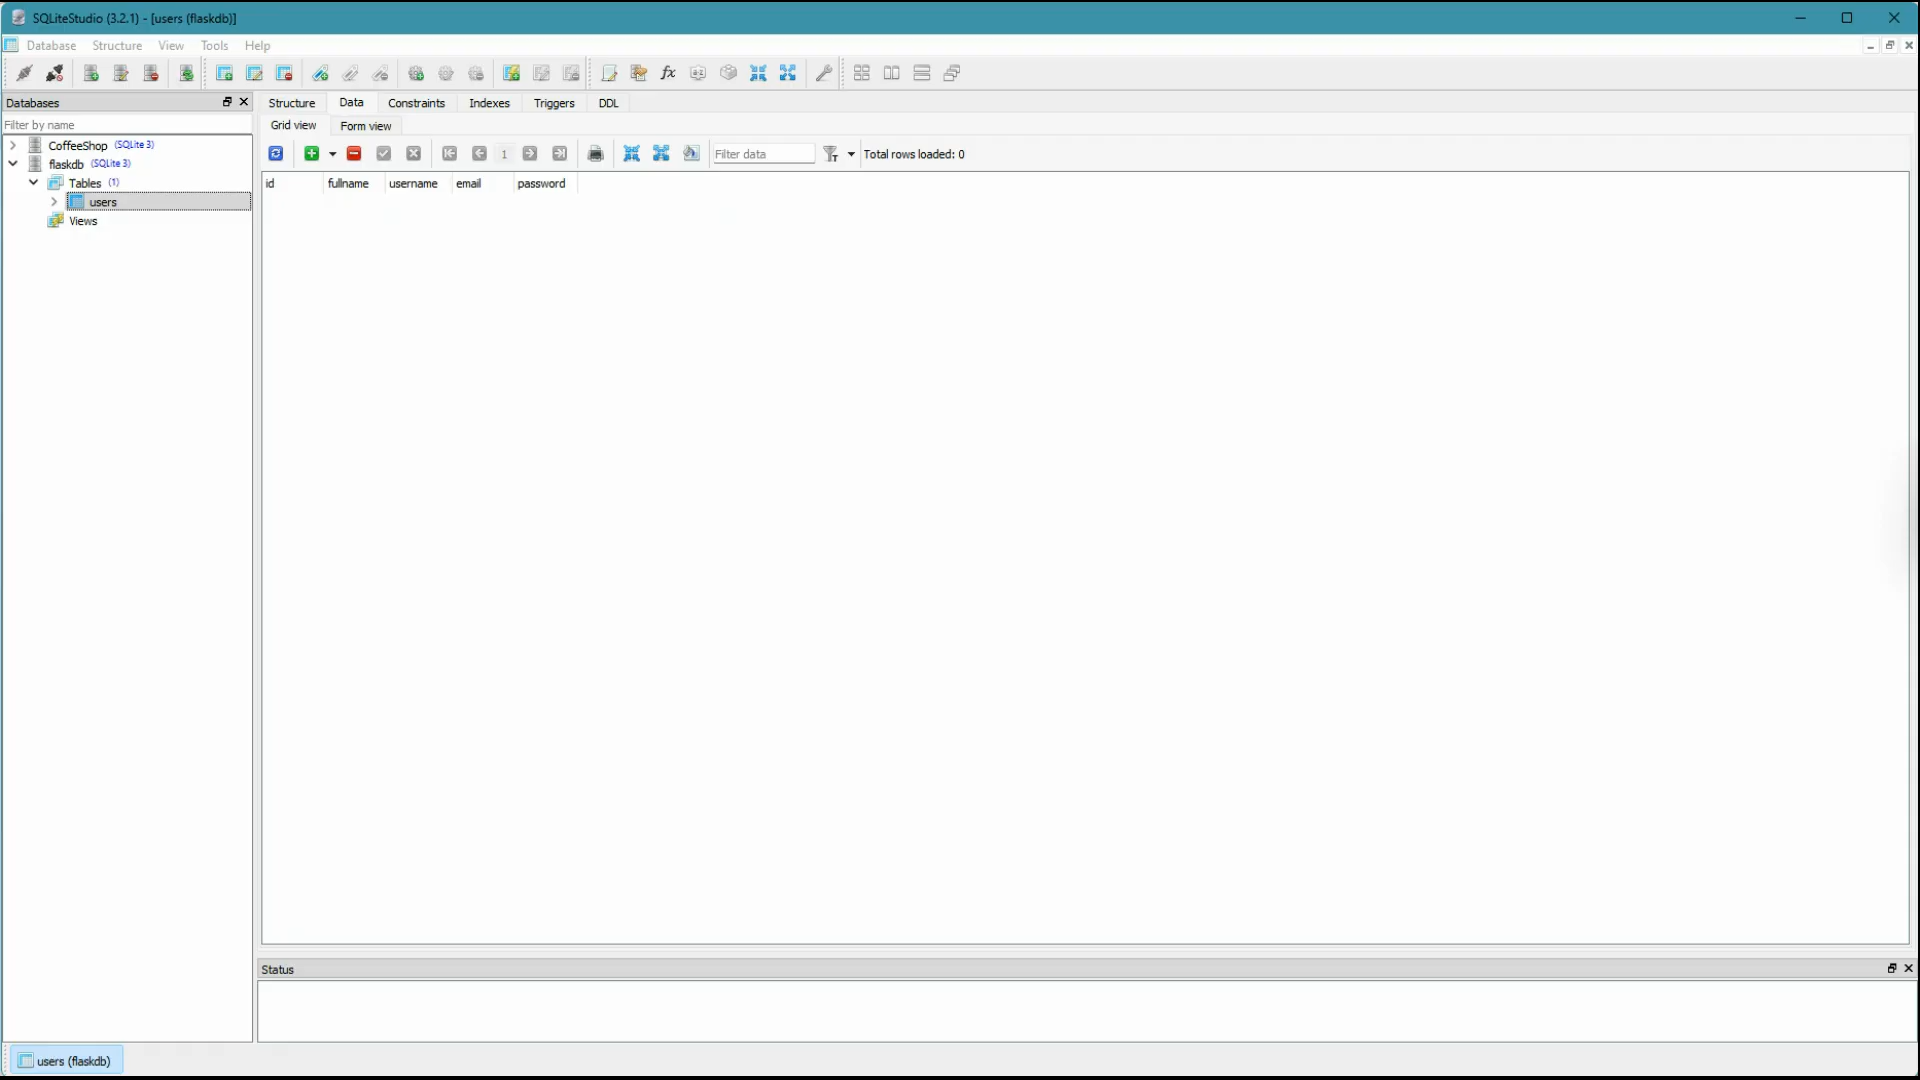 SQLiteStudio (3.2.1) - [users (flaskdb)]
Database Structure View Tools Help
Databases
Structure Data Constraints Indexes Triggers DDL
Filter by name
Grid view Form view
CoffeeShop (SQLite 3)
flaskdb (SQLite 3)
1 Filter data Total rows loaded: 0
Tables (1)
id fullname username email password
users
Views
Status
users (flaskdb)